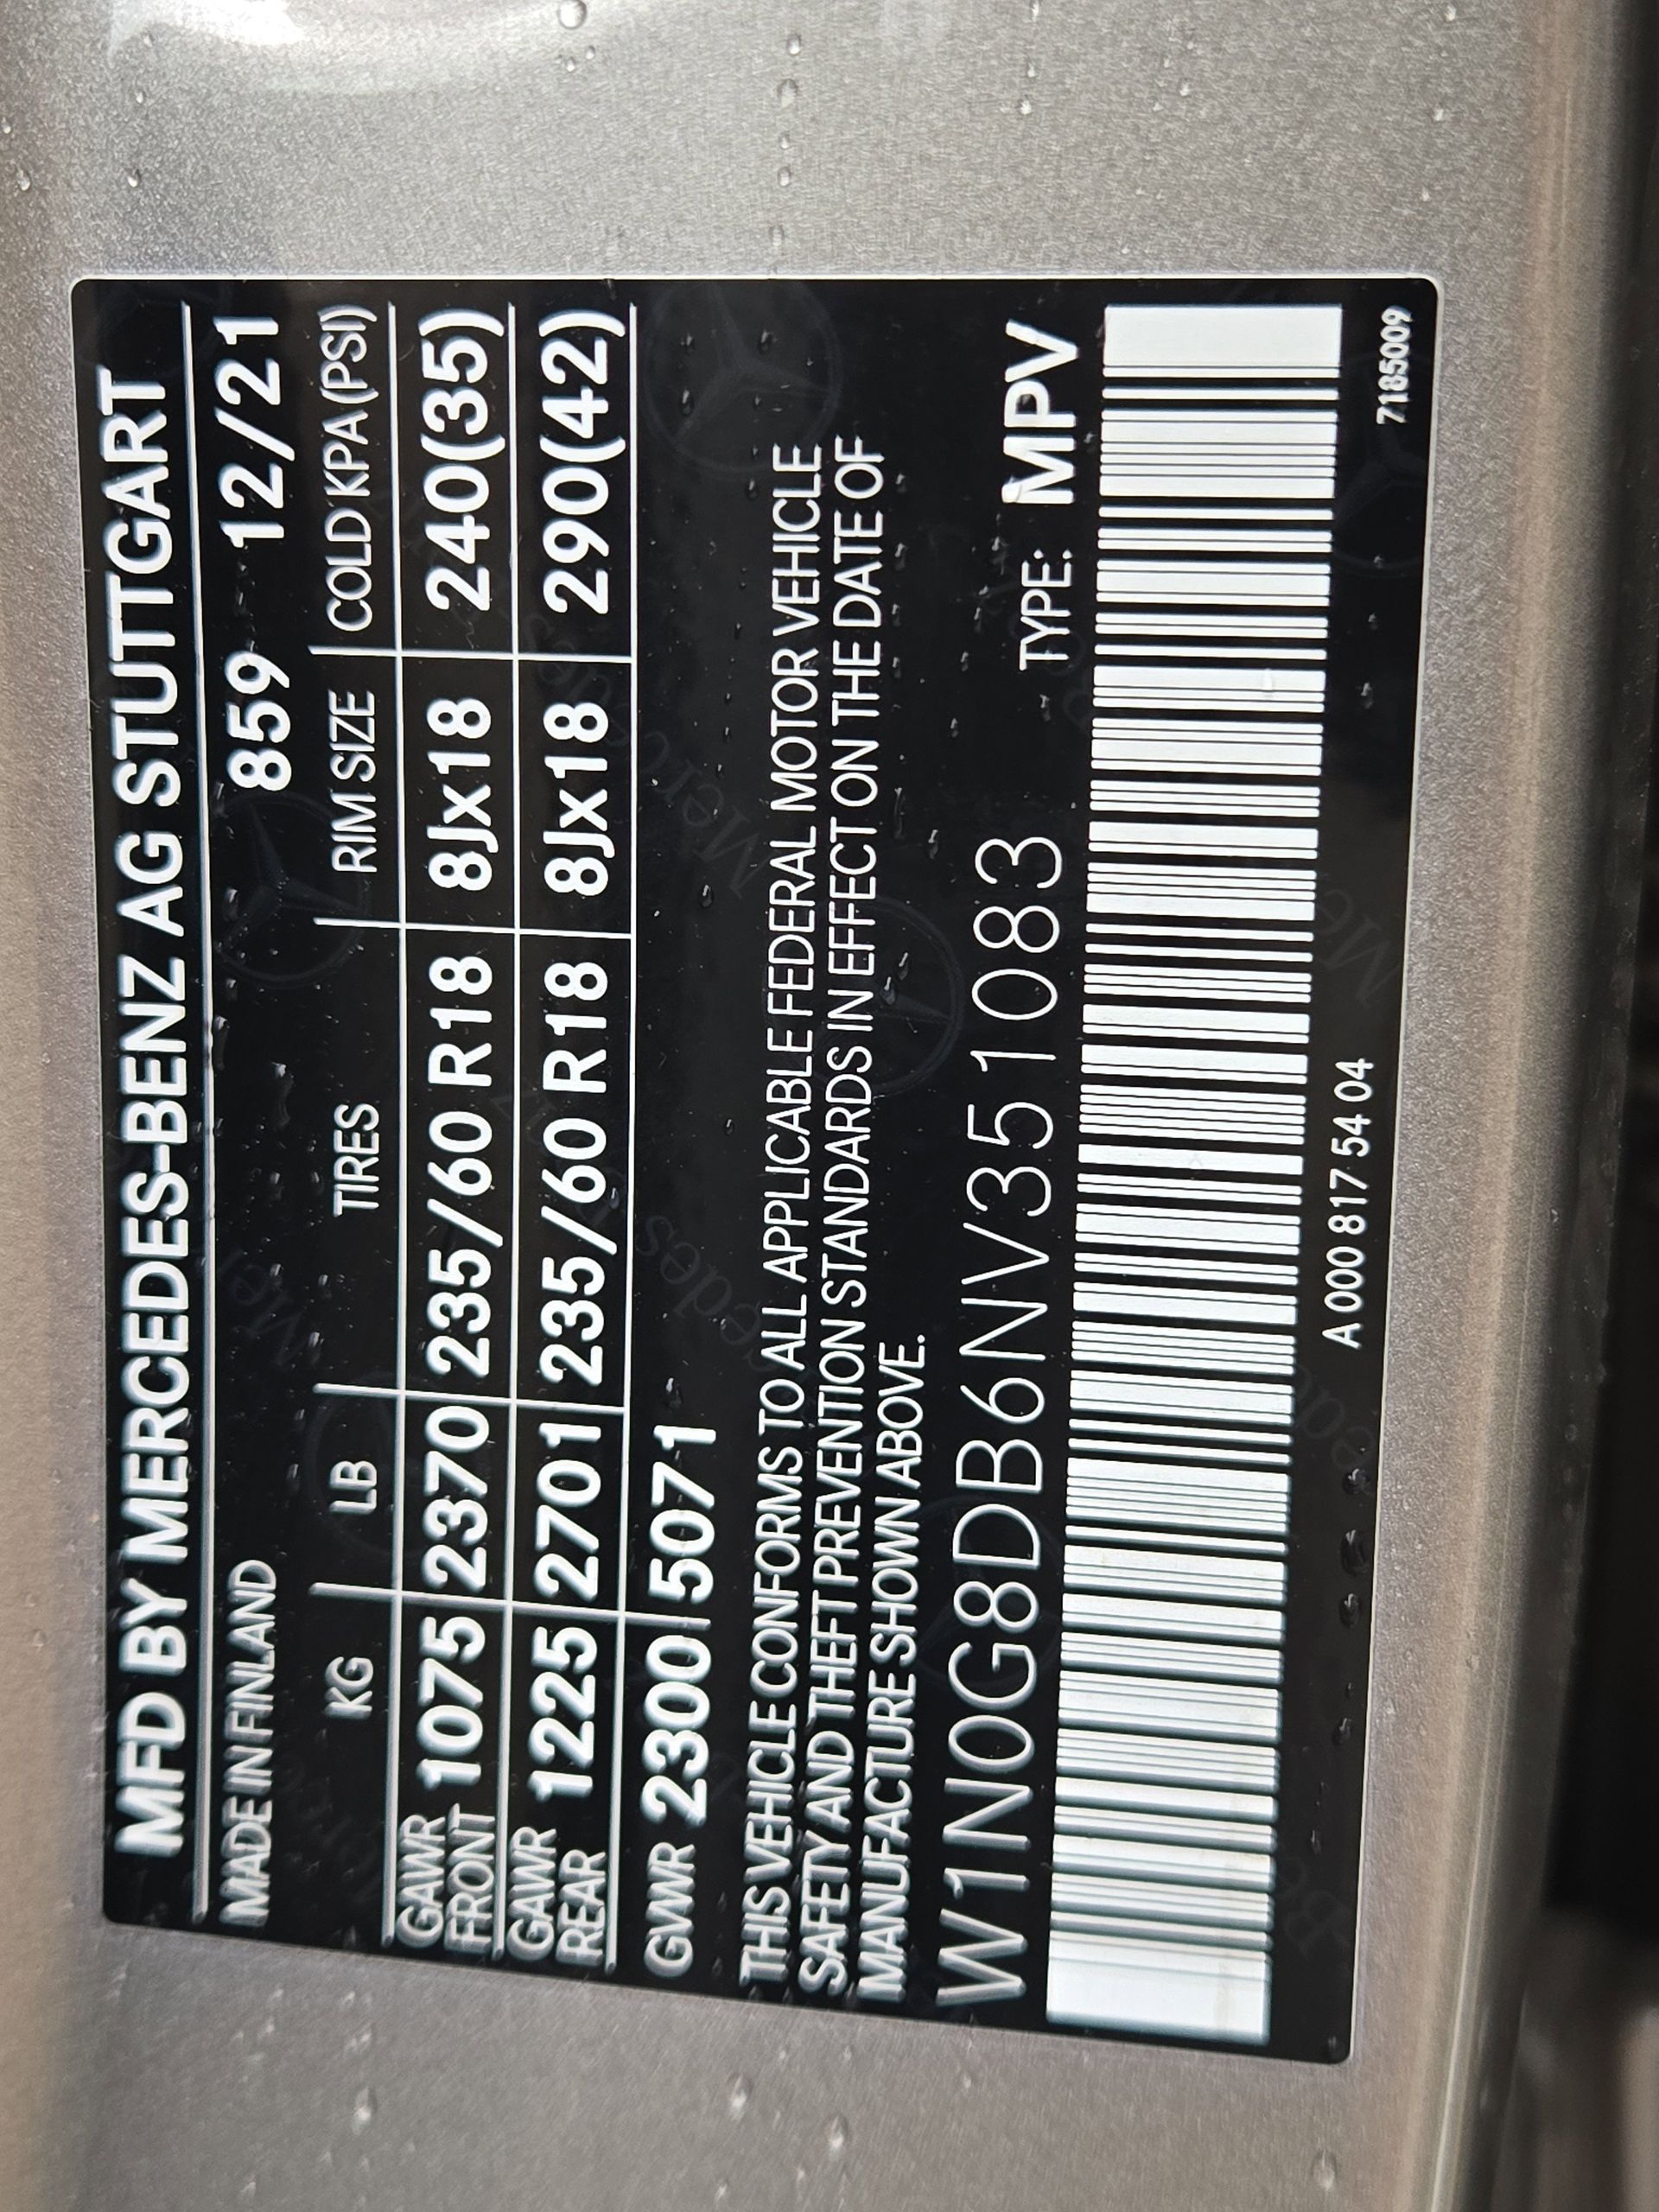 MFD BY MERCEDES-BENZ AG STUTTGART
MADE IN FINLAND 859 12/21
KG LB TIRES RIM SIZE COLD KPA (PSI)
GAWR FRONT 1075 2370 235/60 R18 8Jx18 240(35)
GAWR REAR 1225 2701 235/60 R18 8Jx18 290(42)
GVWR 2300 5071
THIS VEHICLE CONFORMS TO ALL APPLICABLE FEDERAL MOTOR VEHICLE
SAFETY AND THEFT PREVENTION STANDARDS IN EFFECT ON THE DATE OF
MANUFACTURE SHOWN ABOVE.
W1N0G8DB6NV351083 TYPE: MPV
A 000 817 54 04
7185009